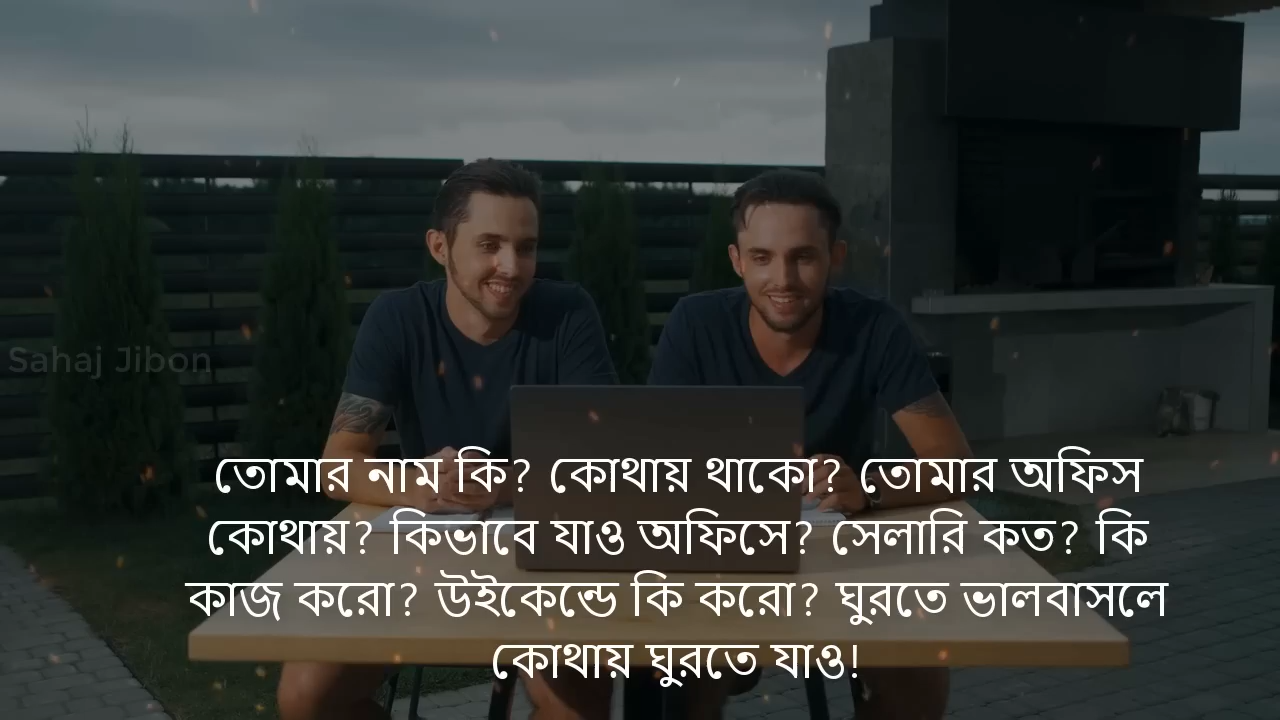 Sahaj Jibon
তোমার নাম কি? কোথায় থাকো? তোমার অফিস
কোথায়? কিভাবে যাও অফিসে? সেলারি কত? কি
কাজ করো? উইকেন্ডে কি করো? ঘুরতে ভালবাসলে
কোথায় ঘুরতে যাও!